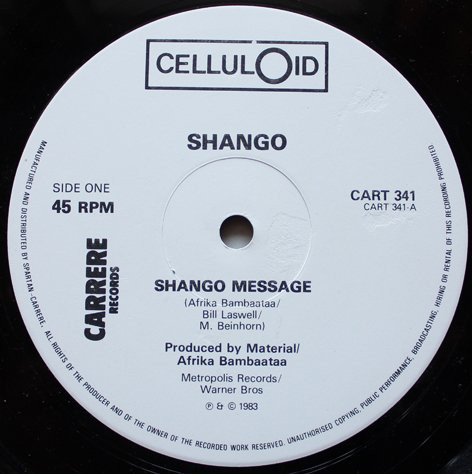 CELLULOID
SHANGO
SIDE ONE
45 RPM
CART 341
CART 341-A
CARRERE
RECORDS
SHANGO MESSAGE
(Afrika Bambaataa/
Bill Laswell/
M. Beinhorn)
Produced by Material/
Afrika Bambaataa
Metropolis Records/
Warner Bros
℗ & © 1983
MANUFACTURED AND DISTRIBUTED BY SPARTAN-CARRERE. ALL RIGHTS OF THE PRODUCER AND OF THE OWNER OF THE RECORDED WORK RESERVED. UNAUTHORISED COPYING, PUBLIC PERFORMANCE, BROADCASTING, HIRING OR RENTAL OF THIS RECORDING PROHIBITED.